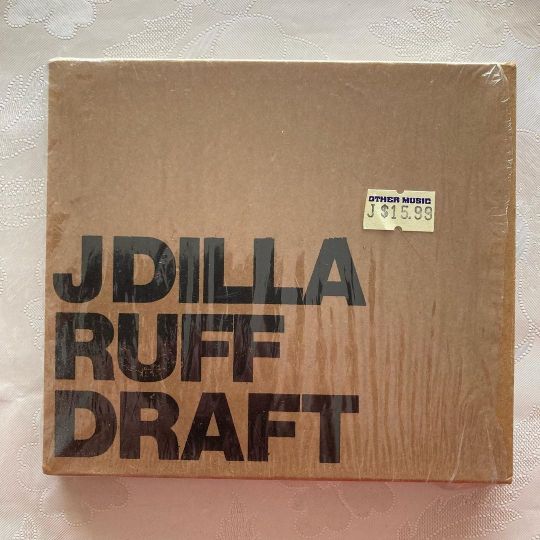 OTHER MUSIC
J $15.99
J DILLA
RUFF
DRAFT